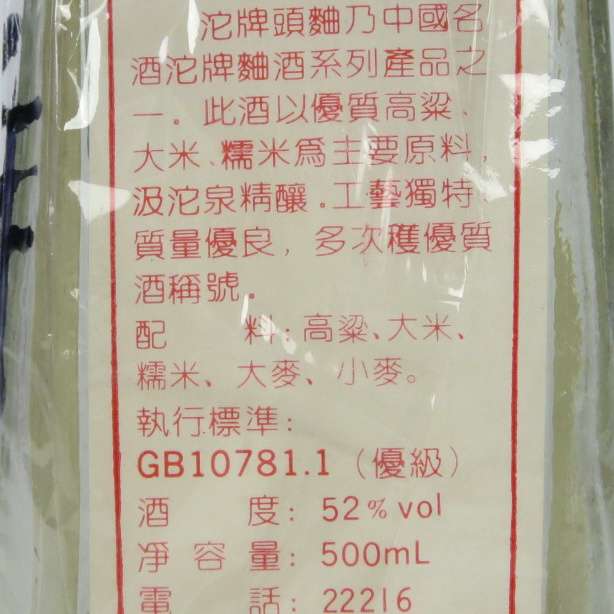 沱牌頭麯乃中國名
酒沱牌麯酒系列產品之
一。此酒以優質高粱、
大米、糯米為主要原料,
汲沱泉精釀。工藝獨特,
質量優良,多次獲優質
酒稱號。
配 料:高粱、大米、
糯米、大麥、小麥。
執行標準:
GB10781.1(優級)
酒 度:52%vol
凈 容 量:500mL
電 話:22216